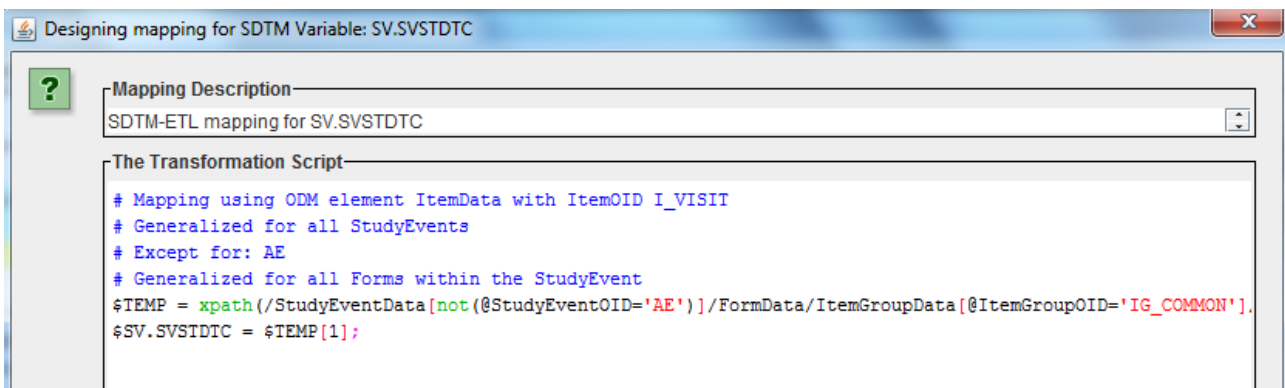 Designing mapping for SDTM Variable: SV.SVSTDTC
x
?
Mapping Description
SDTM-ETL mapping for SV.SVSTDTC
The Transformation Script
# Mapping using ODM element ItemData with ItemOID I_VISIT
# Generalized for all StudyEvents
# Except for: AE
# Generalized for all Forms within the StudyEvent
$TEMP = xpath(/StudyEventData[not(@StudyEventOID='AE')]/FormData/ItemGroupData[@ItemGroupOID='IG_COMMON']
$SV.SVSTDTC = $TEMP[1];